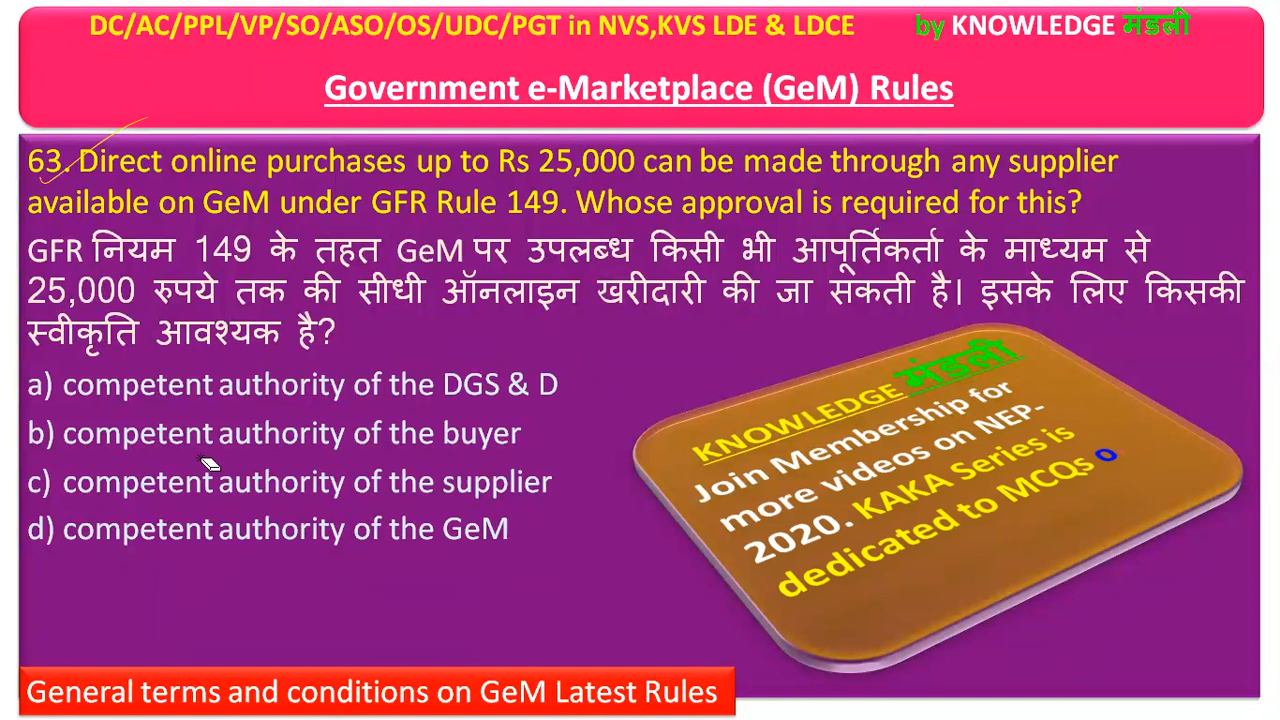 DC/AC/PPL/VP/SO/ASO/OS/UDC/PGT in NVS,KVS LDE & LDCE by KNOWLEDGE मंडली
Government e-Marketplace (GeM) Rules
63. Direct online purchases up to Rs 25,000 can be made through any supplier
available on GeM under GFR Rule 149. Whose approval is required for this?
GFR नियम 149 के तहत GeM पर उपलब्ध किसी भी आपूर्तिकर्ता के माध्यम से
25,000 रुपये तक की सीधी ऑनलाइन खरीदारी की जा सकती है। इसके लिए किसकी
स्वीकृति आवश्यक है?
a) competent authority of the DGS & D
b) competent authority of the buyer
c) competent authority of the supplier
d) competent authority of the GeM
KNOWLEDGE मंडली
Join Membership for
more videos on NEP-
2020. KAKA Series is
dedicated to MCQs o
General terms and conditions on GeM Latest Rules